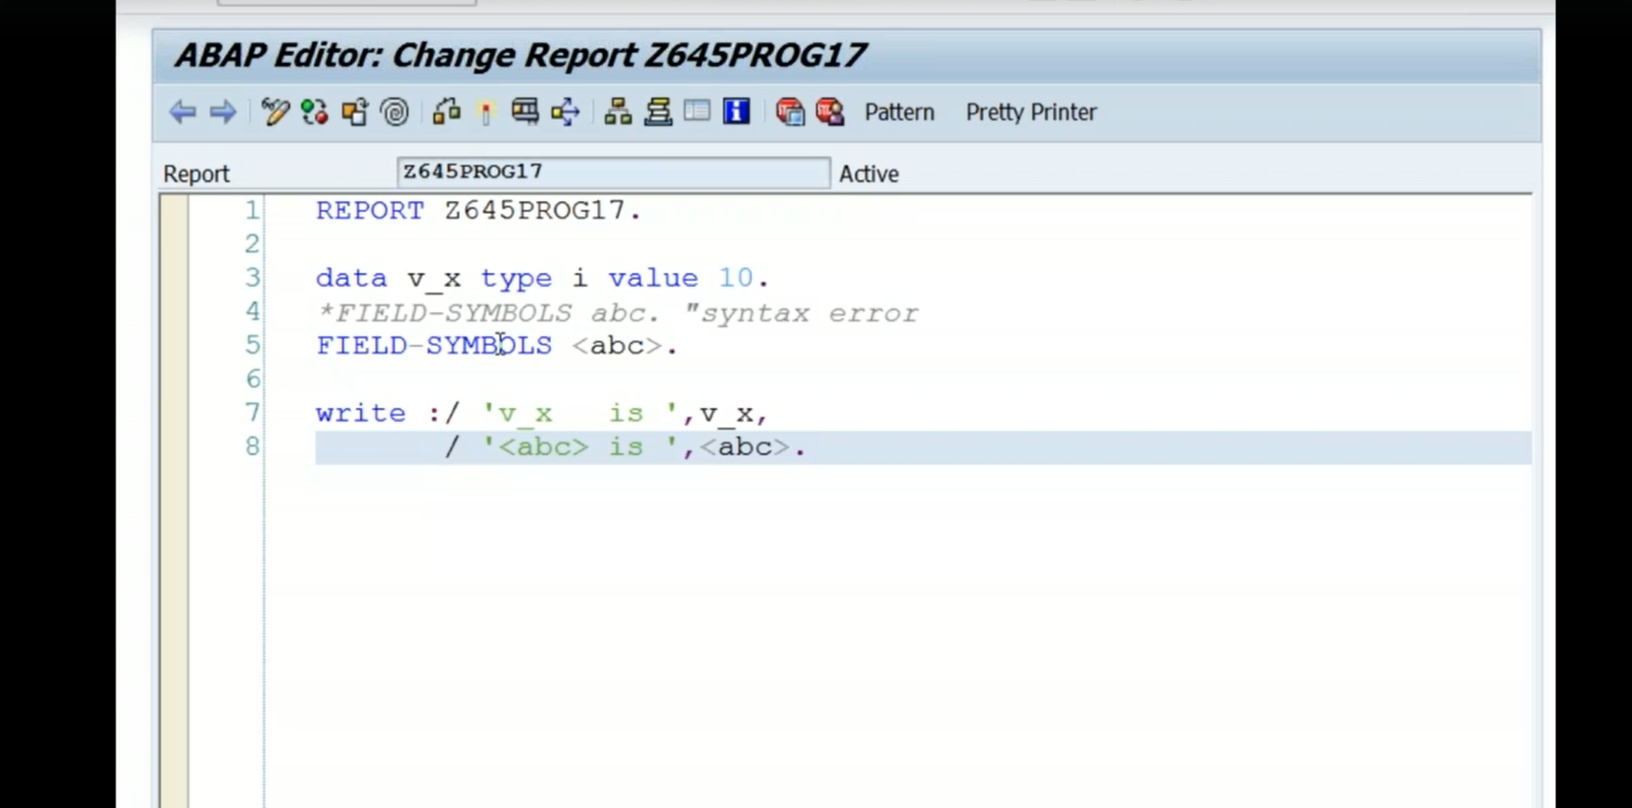 ABAP Editor: Change Report Z645PROG17
Pattern Pretty Printer
Report Z645PROG17 Active
1 REPORT Z645PROG17.
2
3 data v_x type i value 10.
4 *FIELD-SYMBOLS abc. "syntax error
5 FIELD-SYMBOLS <abc>.
6
7 write :/ 'v_x   is ',v_x,
8 / '<abc> is ',<abc>.